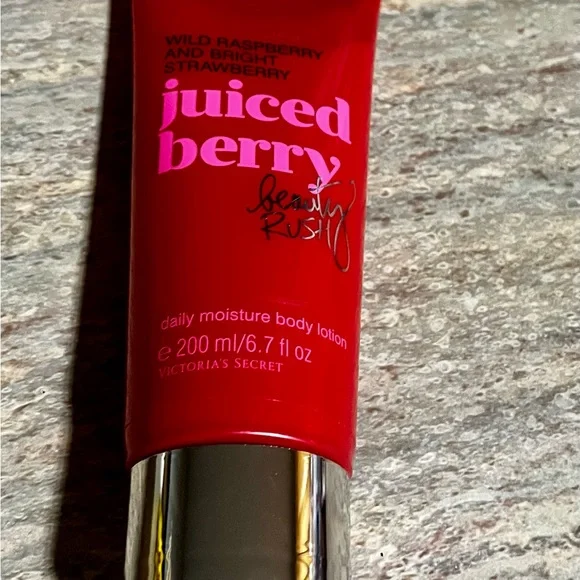 WILD RASPBERRY
AND BRIGHT
STRAWBERRY
juiced
berry
beauty
RUSH
daily moisture body lotion
e 200 ml/6.7 fl oz
VICTORIA'S SECRET